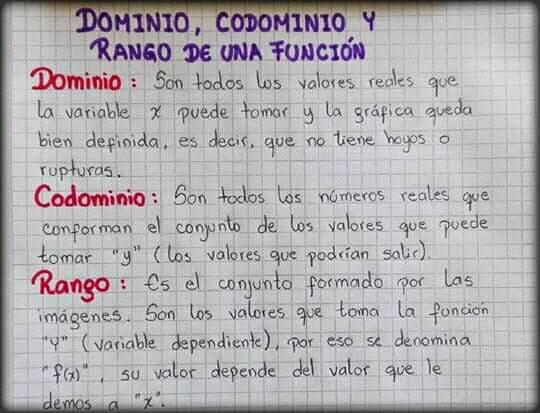 DOMINIO, CODOMINIO Y
RANGO DE UNA FUNCIÓN
Dominio: Son todos los valores reales que
la variable x puede tomar y la gráfica queda
bien definida, es decir, que no tiene hoyos o
rupturas.
Codominio: Son todos los números reales que
conforman el conjunto de los valores que puede
tomar "y" (los valores que podrían salir).
Rango: Es el conjunto formado por las
imágenes. Son los valores que toma la función
"Y" (variable dependiente), por eso se denomina
"f(x)", su valor depende del valor que le
demos a "x".